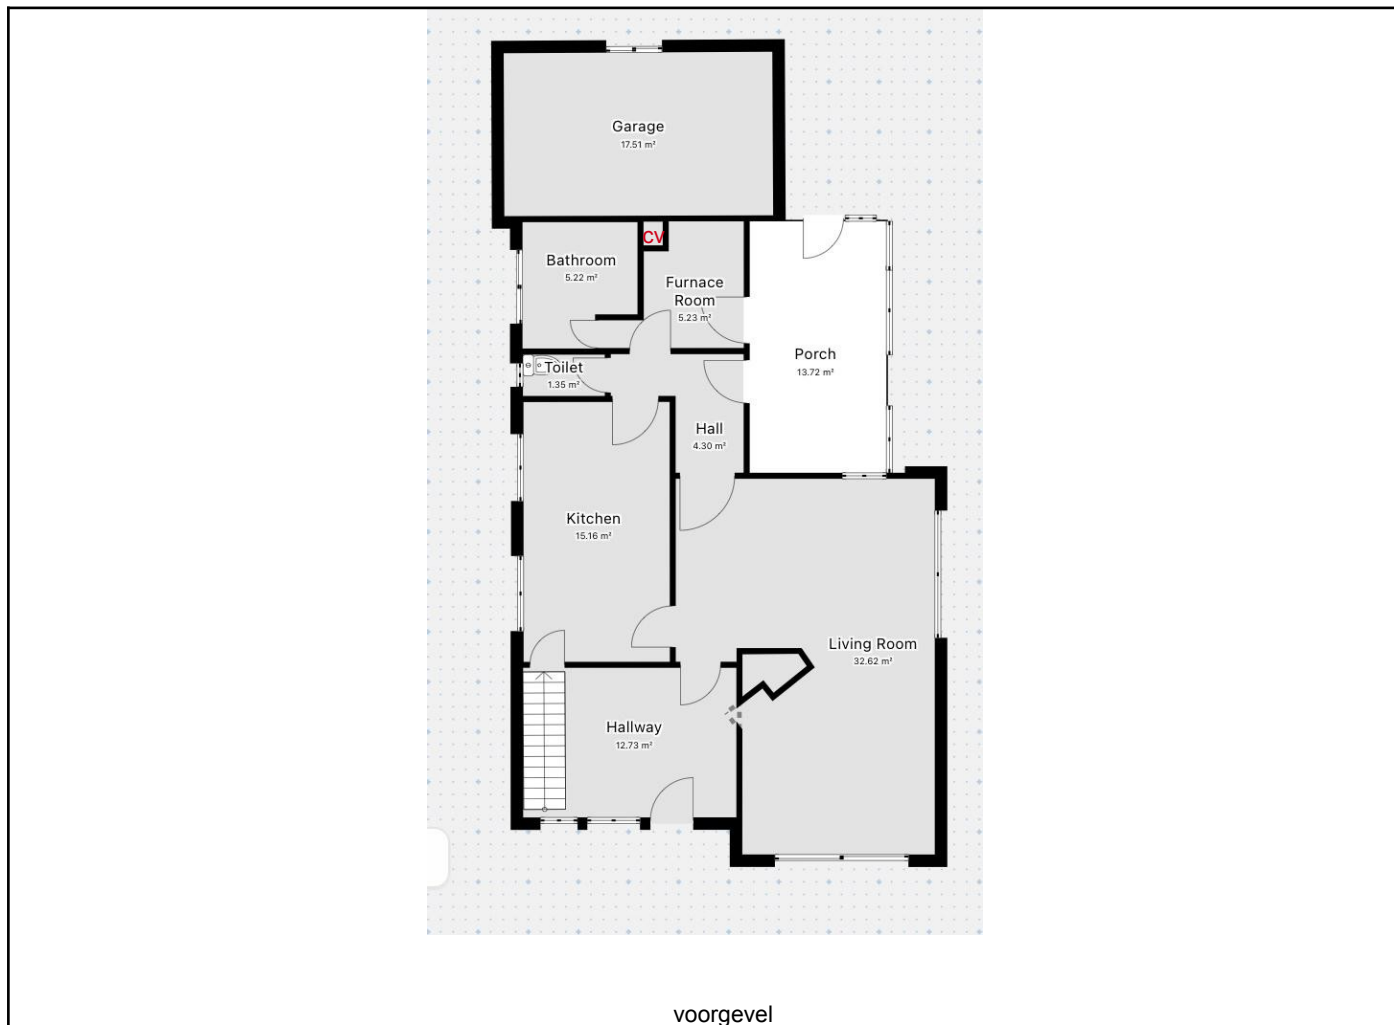 Garage
17.51 m²
CV
Bathroom
5.22 m²
Furnace
Room
5.23 m²
Porch
13.72 m²
Toilet
1.35 m²
Hall
4.30 m²
Kitchen
15.16 m²
Living Room
32.62 m²
Hallway
12.73 m²
voorgevel